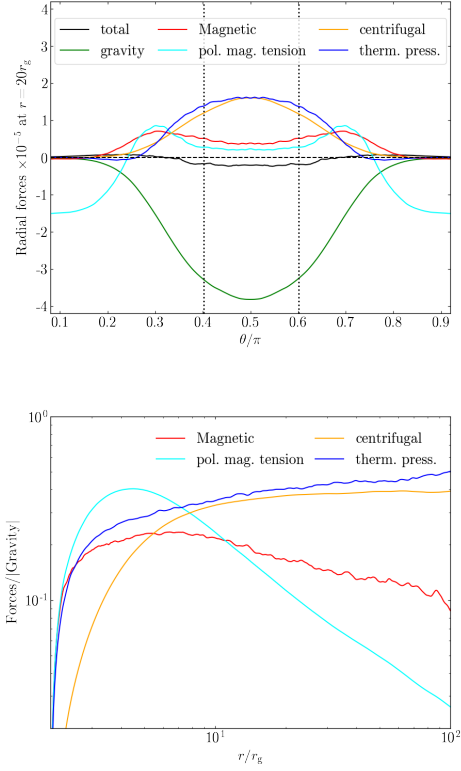 Radial forces ×10⁻⁵ at r = 20r_g
4
3
2
1
0
-1
-2
-3
-4
total
Magnetic
centrifugal
gravity
pol. mag. tension
therm. press.
0.1
0.2
0.3
0.4
0.5
0.6
0.7
0.8
0.9
θ/π
Forces/|Gravity|
10⁰
10⁻¹
Magnetic
centrifugal
pol. mag. tension
therm. press.
10¹
10²
r/r_g